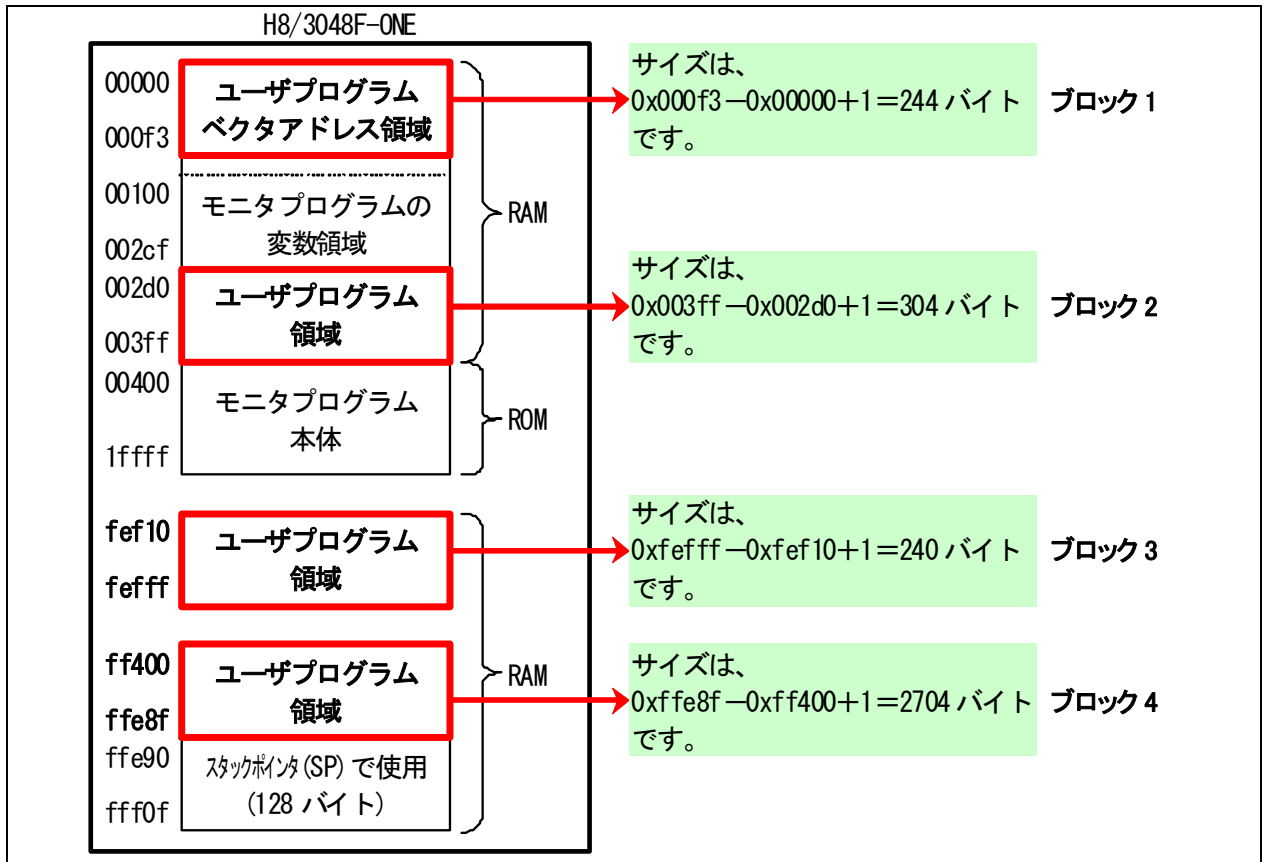 H8/3048F-ONE
00000
000f3
ユーザプログラム
ベクタアドレス領域
サイズは、
0x000f3－0x00000＋1＝244 バイト
です。
ブロック 1
00100
002cf
モニタプログラムの
変数領域
RAM
002d0
003ff
ユーザプログラム
領域
サイズは、
0x003ff－0x002d0＋1＝304 バイト
です。
ブロック 2
00400
1ffff
モニタプログラム
本体
ROM
fef10
fefff
ユーザプログラム
領域
サイズは、
0xfefff－0xfef10＋1＝240 バイト
です。
ブロック 3
ff400
ffe8f
ユーザプログラム
領域
RAM
サイズは、
0xffe8f－0xff400＋1＝2704 バイト
です。
ブロック 4
ffe90
fff0f
ｽﾀｯｸﾎﾟｲﾝﾀ(SP)で使用
(128 バイト)